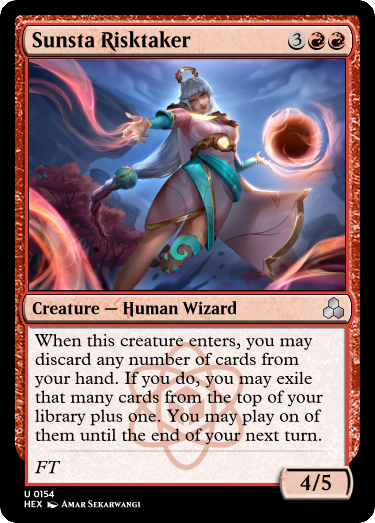 Sunsta Risktaker 3
Creature — Human Wizard
When this creature enters, you may
discard any number of cards from
your hand. If you do, you may exile
that many cards from the top of your
library plus one. You may play on of
them until the end of your next turn.
FT
4/5
U 0154
HEX Amar Sekarwangi